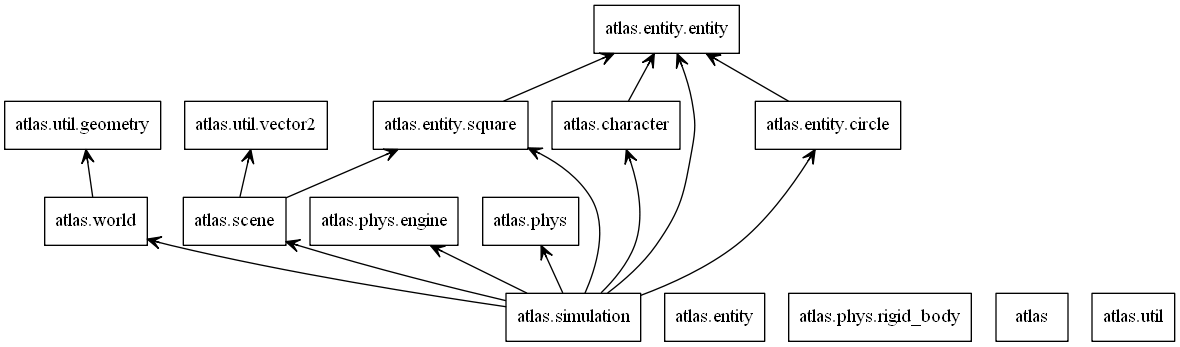 atlas.entity.entity
atlas.util.geometry
atlas.util.vector2
atlas.entity.square
atlas.character
atlas.entity.circle
atlas.world
atlas.scene
atlas.phys.engine
atlas.phys
atlas.simulation
atlas.entity
atlas.phys.rigid_body
atlas
atlas.util